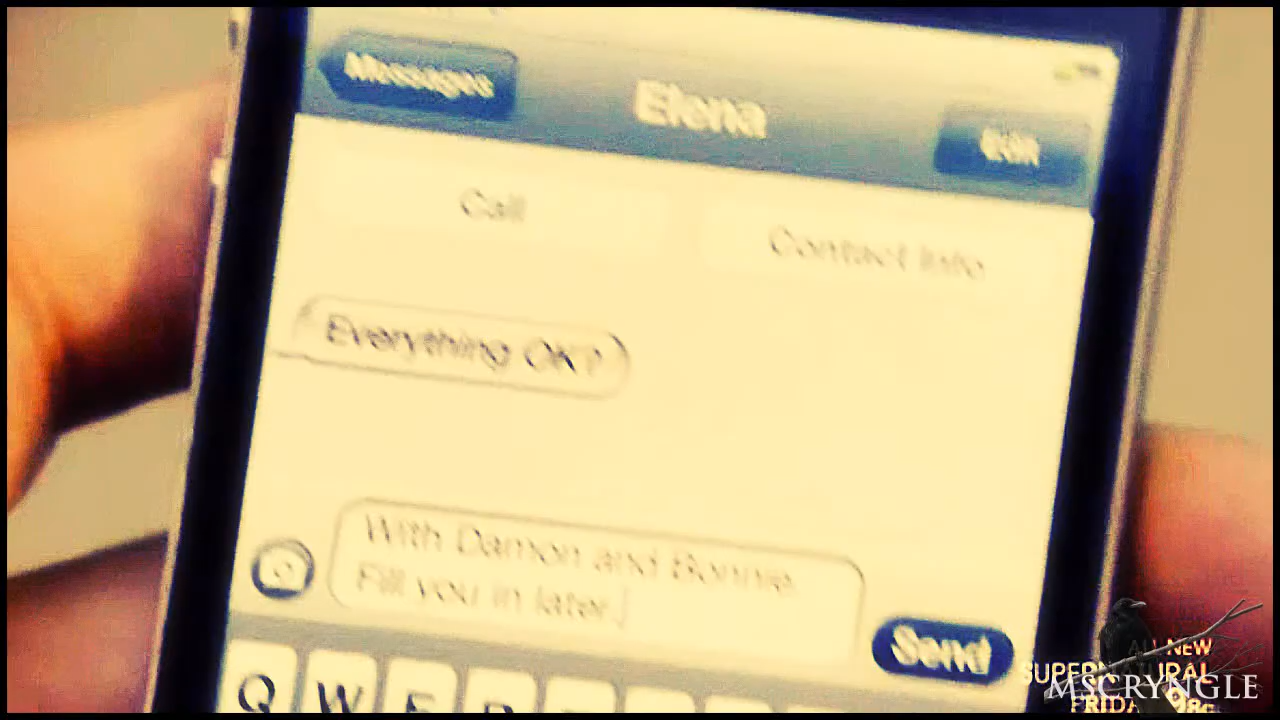 Messages
Elena
Edit
Call
Contact Info
Everything OK?
With Damon and Bonnie.
Fill you in later.
Send
Q W E
ALL NEW
SUPERNATURAL
MSCRYNGLE
FRIDAY